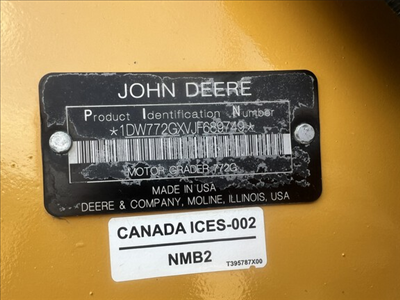 JOHN DEERE
Product Identification Number
*1DW772GXVJF689749*
MOTOR GRADER 772G
MADE IN USA
DEERE & COMPANY, MOLINE, ILLINOIS, USA
CANADA ICES-002
NMB2
T395787X00